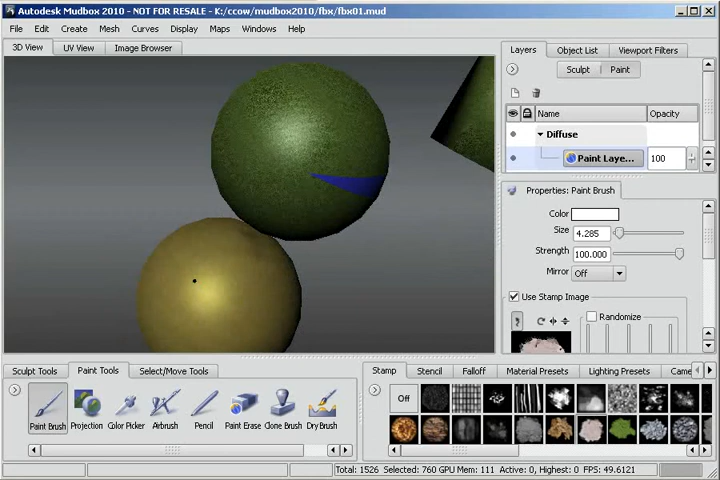 Autodesk Mudbox 2010 - NOT FOR RESALE - K:/ccow/mudbox2010/fbx/fbx01.mud
File Edit Create Mesh Curves Display Maps Windows Help
3D View UV View Image Browser
Layers Object List Viewport Filters
Sculpt Paint
Name Opacity
Diffuse
Paint Laye... 100
Properties: Paint Brush
Color
Size 4.285
Strength 100.000
Mirror Off
Use Stamp Image
Randomize
Sculpt Tools Paint Tools Select/Move Tools
Stamp Stencil Falloff Material Presets Lighting Presets Came
Off
Paint Brush Projection Color Picker Airbrush Pencil Paint Erase Clone Brush Dry Brush
Total: 1526 Selected: 760 GPU Mem: 111 Active: 0, Highest: 0 FPS: 49.6121